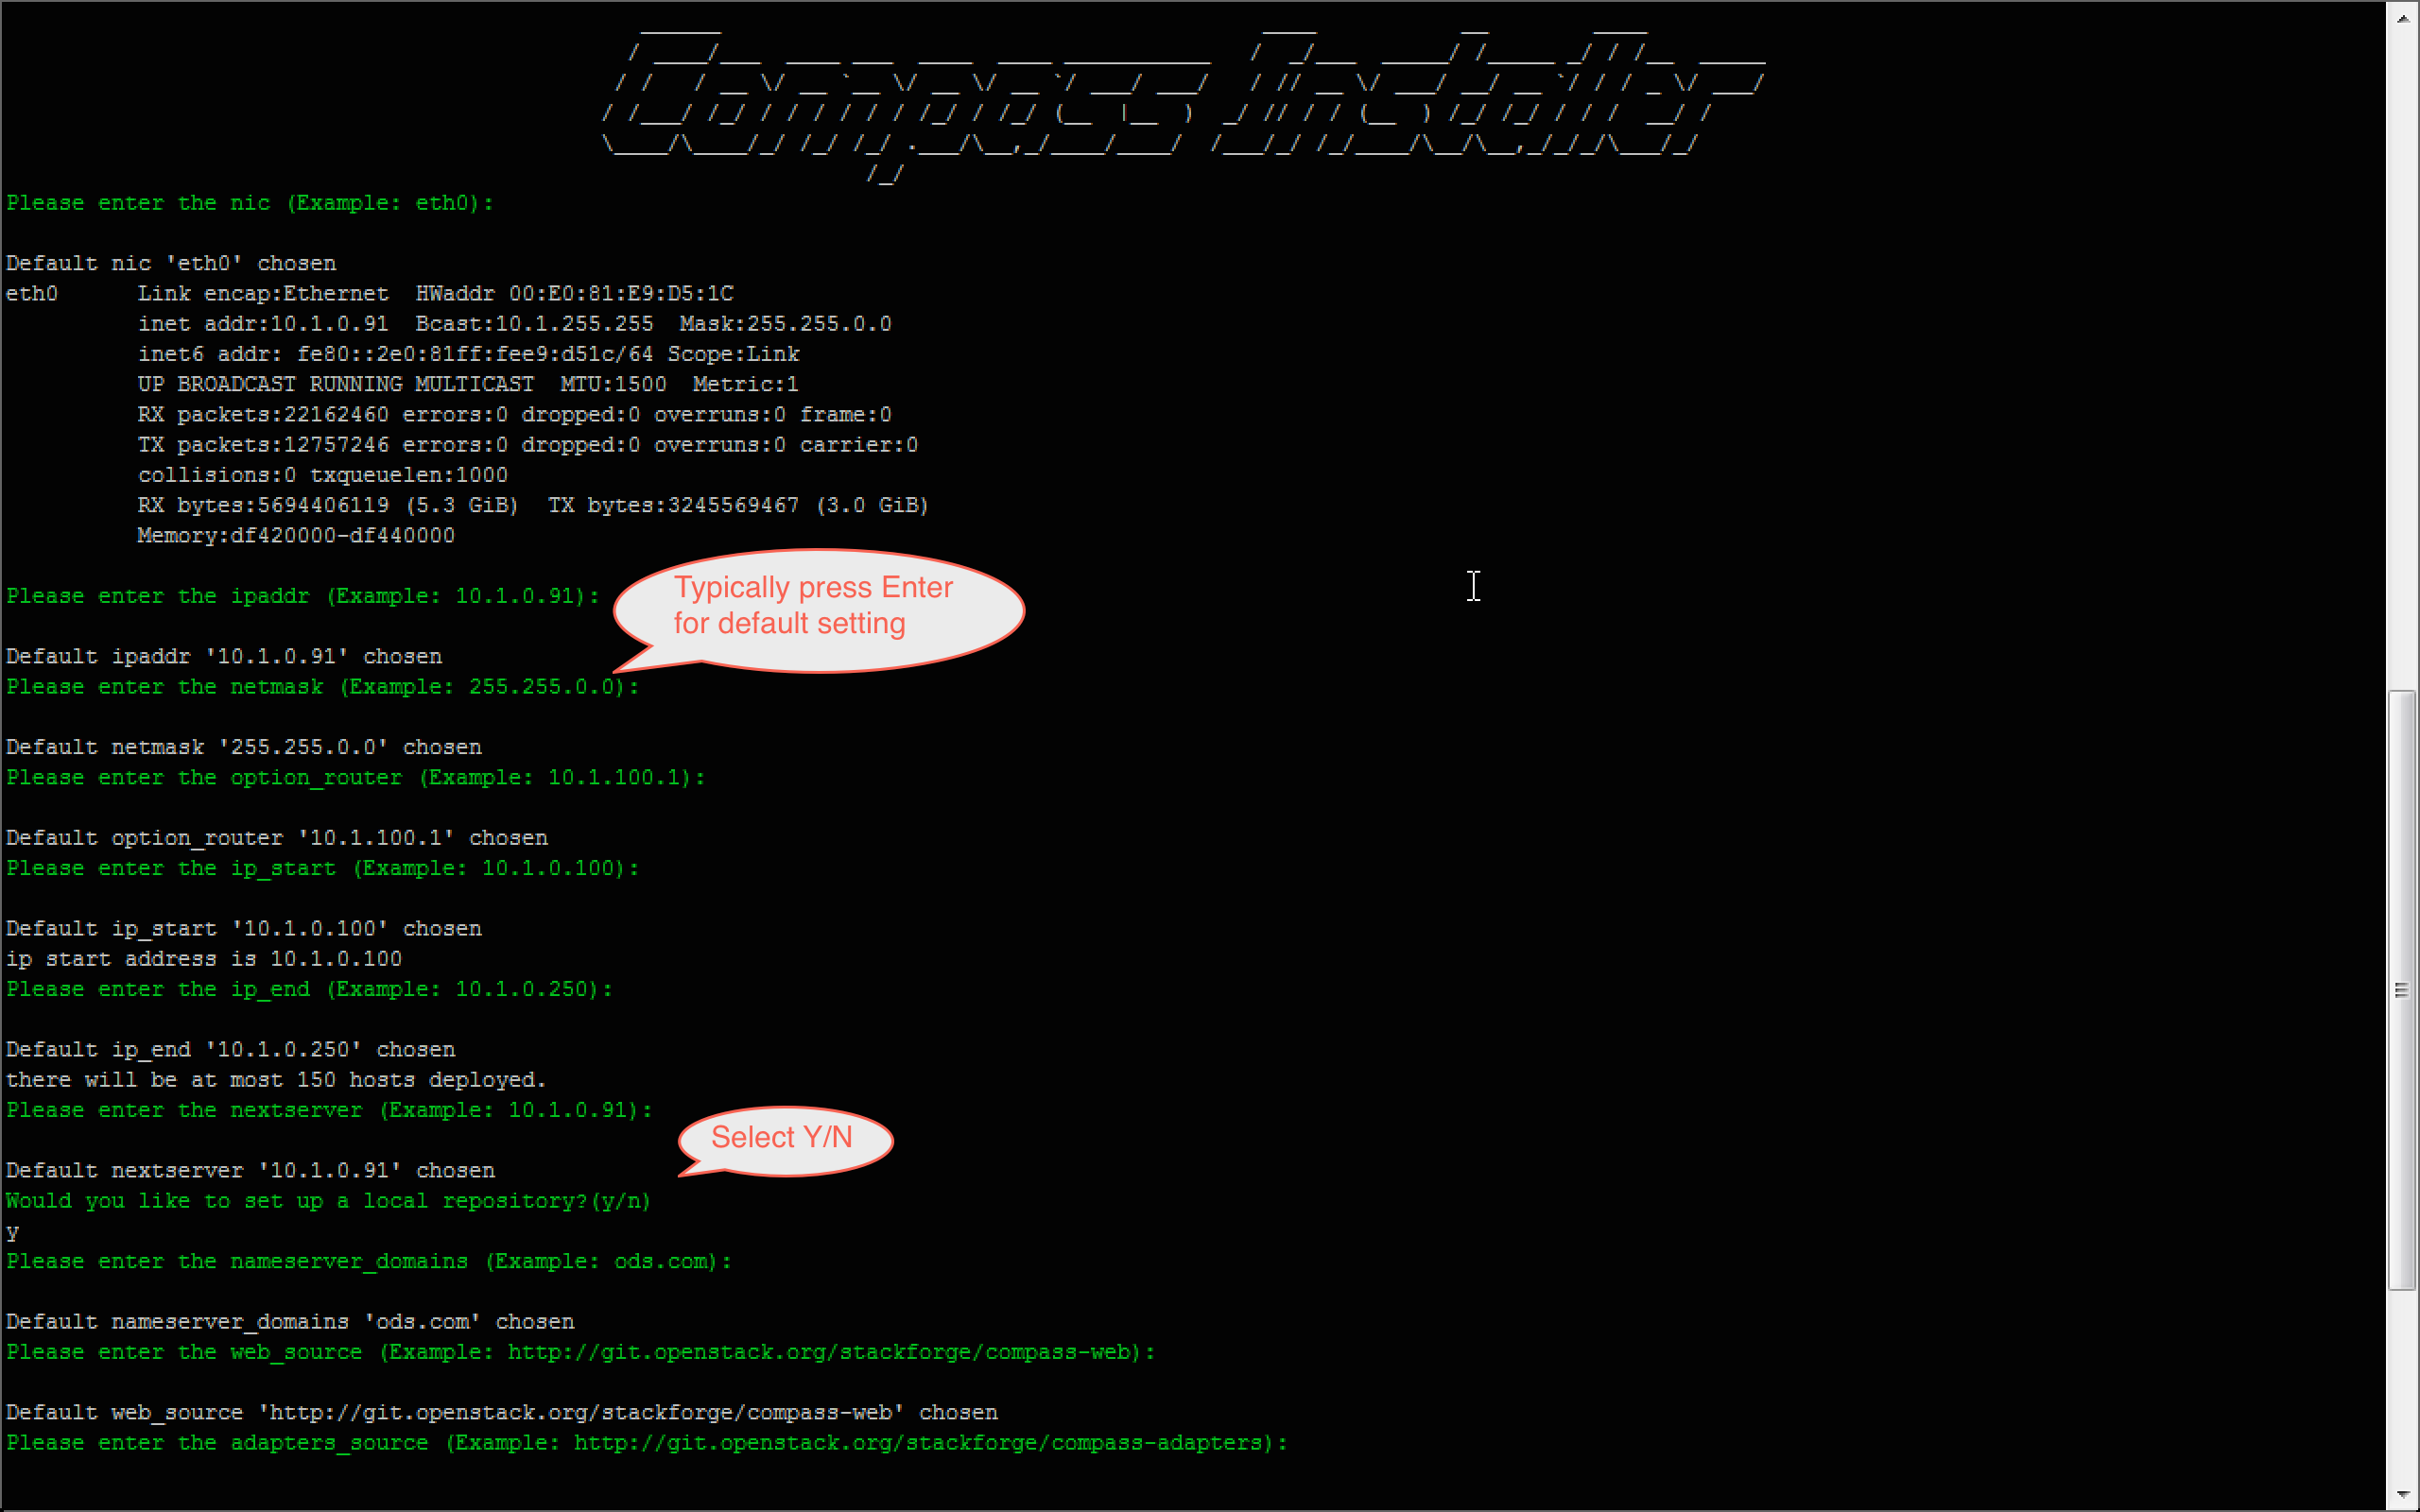 Compass Installer
Please enter the nic (Example: eth0):
Default nic 'eth0' chosen
eth0      Link encap:Ethernet  HWaddr 00:E0:81:E9:D5:1C
          inet addr:10.1.0.91  Bcast:10.1.255.255  Mask:255.255.0.0
          inet6 addr: fe80::2e0:81ff:fee9:d51c/64 Scope:Link
          UP BROADCAST RUNNING MULTICAST  MTU:1500  Metric:1
          RX packets:22162460 errors:0 dropped:0 overruns:0 frame:0
          TX packets:12757246 errors:0 dropped:0 overruns:0 carrier:0
          collisions:0 txqueuelen:1000
          RX bytes:5694406119 (5.3 GiB)  TX bytes:3245569467 (3.0 GiB)
          Memory:df420000-df440000
Please enter the ipaddr (Example: 10.1.0.91):
Typically press Enter
for default setting
Default ipaddr '10.1.0.91' chosen
Please enter the netmask (Example: 255.255.0.0):
Default netmask '255.255.0.0' chosen
Please enter the option_router (Example: 10.1.100.1):
Default option_router '10.1.100.1' chosen
Please enter the ip_start (Example: 10.1.0.100):
Default ip_start '10.1.0.100' chosen
ip start address is 10.1.0.100
Please enter the ip_end (Example: 10.1.0.250):
Default ip_end '10.1.0.250' chosen
there will be at most 150 hosts deployed.
Please enter the nextserver (Example: 10.1.0.91):
Select Y/N
Default nextserver '10.1.0.91' chosen
Would you like to set up a local repository?(y/n)
y
Please enter the nameserver_domains (Example: ods.com):
Default nameserver_domains 'ods.com' chosen
Please enter the web_source (Example: http://git.openstack.org/stackforge/compass-web):
Default web_source 'http://git.openstack.org/stackforge/compass-web' chosen
Please enter the adapters_source (Example: http://git.openstack.org/stackforge/compass-adapters):